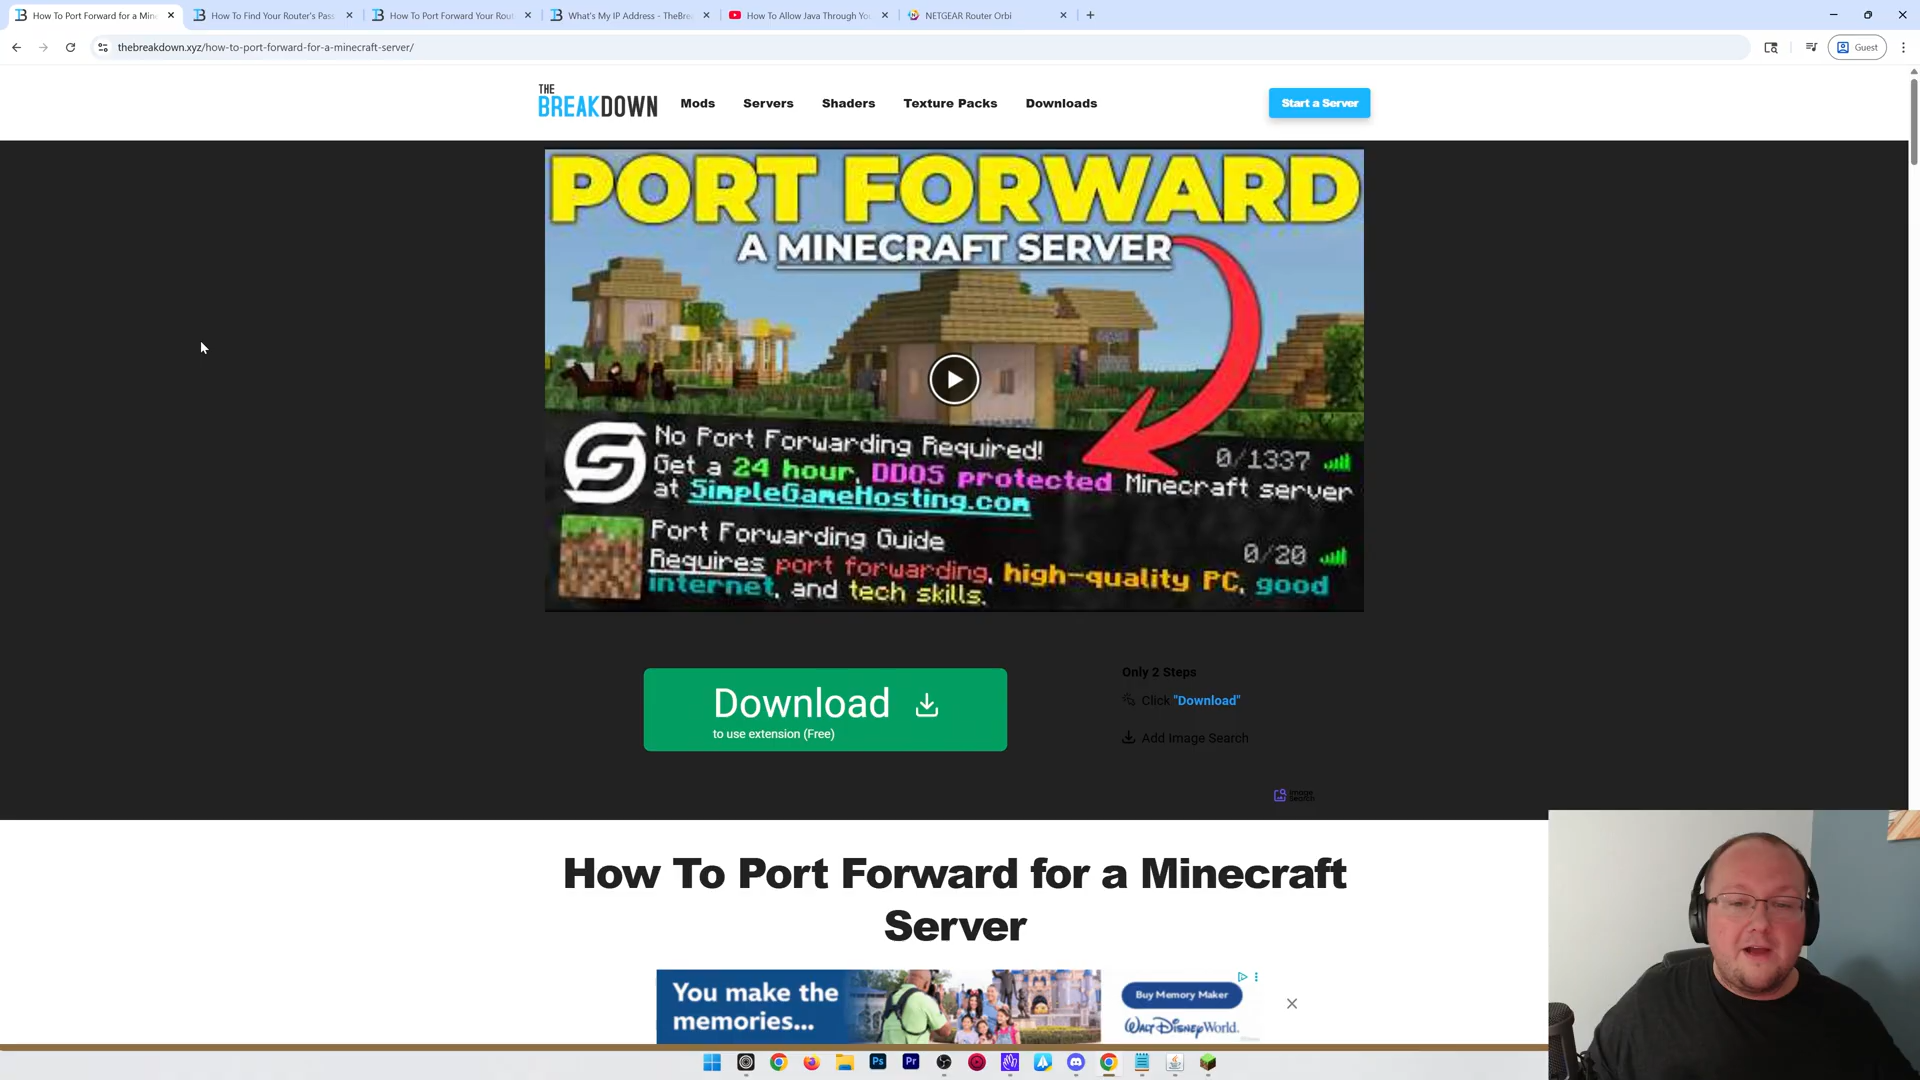 How To Port Forward for a Mine
How To Find Your Router's Pass
How To Port Forward Your Rout
What's My IP Address - TheBre
How To Allow Java Through Yo
NETGEAR Router Orbi
thebreakdown.xyz/how-to-port-forward-for-a-minecraft-server/
Guest
THE
BREAKDOWN
Mods
Servers
Shaders
Texture Packs
Downloads
Start a Server
PORT FORWARD
A MINECRAFT SERVER
No Port Forwarding Required!
0/1337
Get a 24 hour, DDOS protected Minecraft server
at SimpleGameHosting.com
Port Forwarding Guide
0/20
Requires port forwarding, high-quality PC, good
internet, and tech skills.
Download
to use extension (Free)
Only 2 Steps
Click "Download"
Add Image Search
Image
Search
How To Port Forward for a Minecraft
Server
You make the
memories...
Buy Memory Maker
Walt Disney World.
Ps
Pr